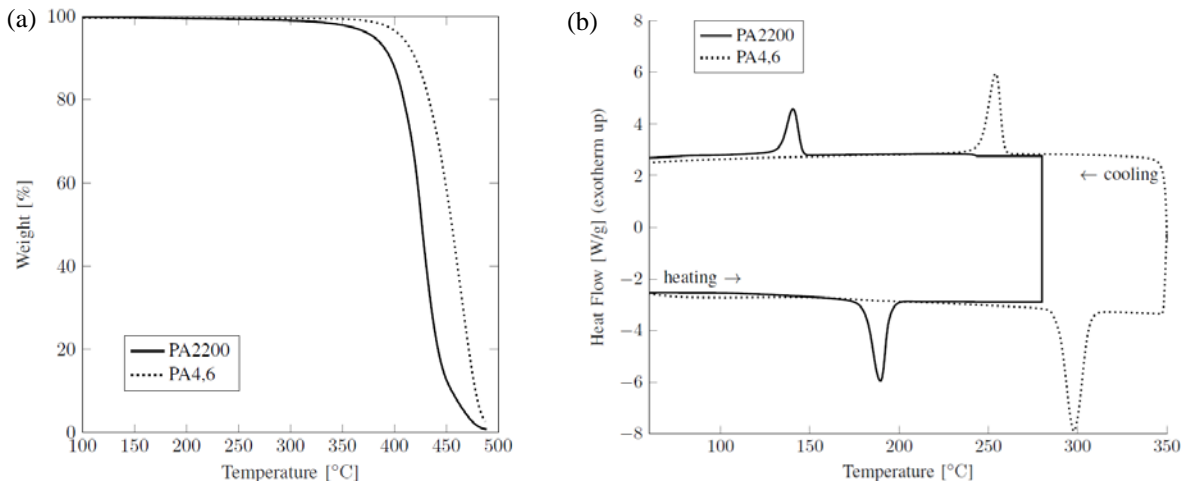 (a)
100
80
60
40
20
0
Weight [%]
PA2200
PA4,6
100 150 200 250 300 350 400 450 500
Temperature [°C]
(b)
8
6
4
2
0
−2
−4
−6
−8
Heat Flow [W/g] (exotherm up)
PA2200
PA4,6
← cooling
heating →
100 150 200 250 300 350
Temperature [°C]